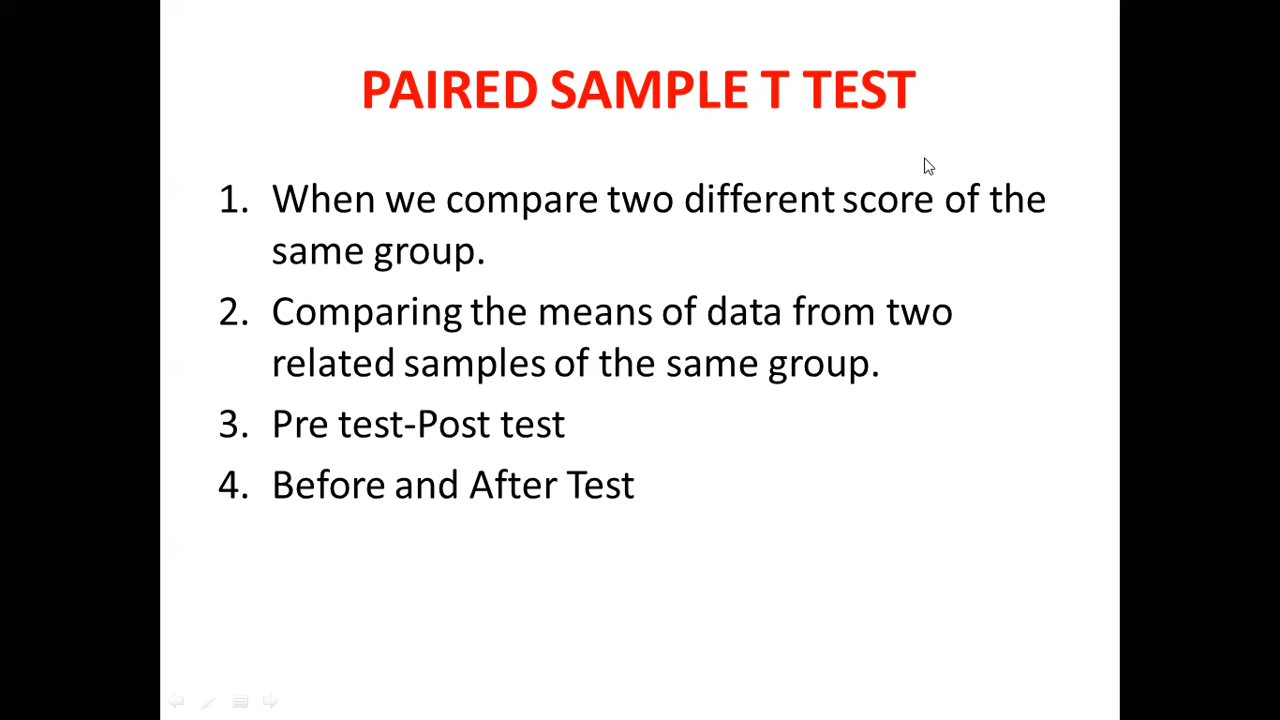 PAIRED SAMPLE T TEST
1. When we compare two different score of the
same group.
2. Comparing the means of data from two
related samples of the same group.
3. Pre test-Post test
4. Before and After Test